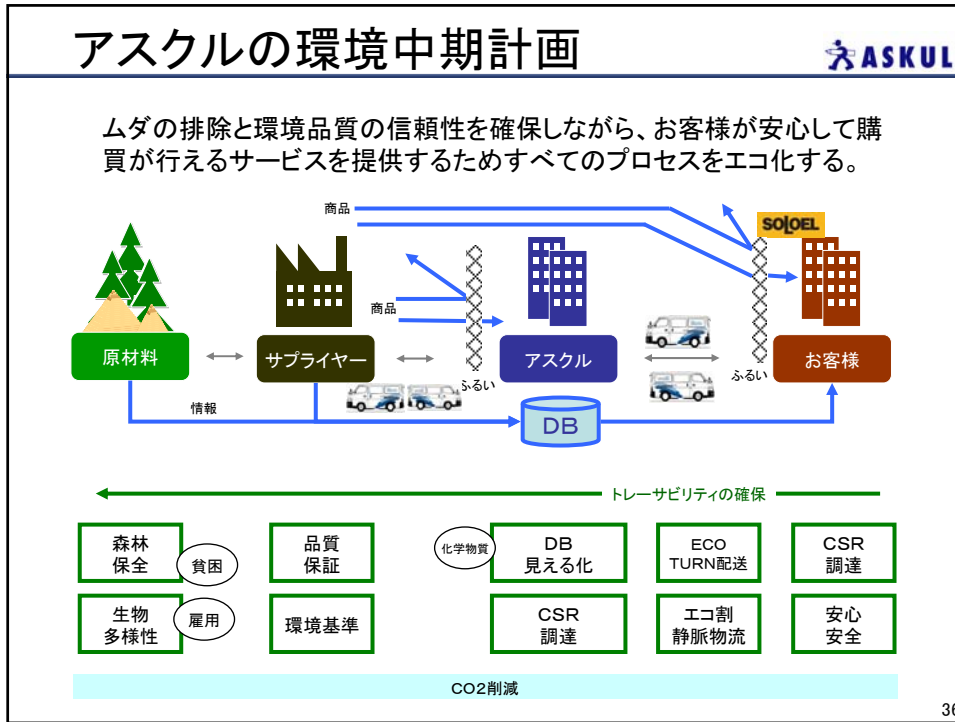 アスクルの環境中期計画
ASKUL
ムダの排除と環境品質の信頼性を確保しながら、お客様が安心して購
買が行えるサービスを提供するためすべてのプロセスをエコ化する。
商品
SOLOEL
商品
原材料
サプライヤー
ふるい
アスクル
ふるい
お客様
情報
DB
トレーサビリティの確保
森林
保全
貧困
品質
保証
化学物質
DB
見える化
ECO
TURN配送
CSR
調達
生物
多様性
雇用
環境基準
CSR
調達
エコ割
静脈物流
安心
安全
CO2削減
36